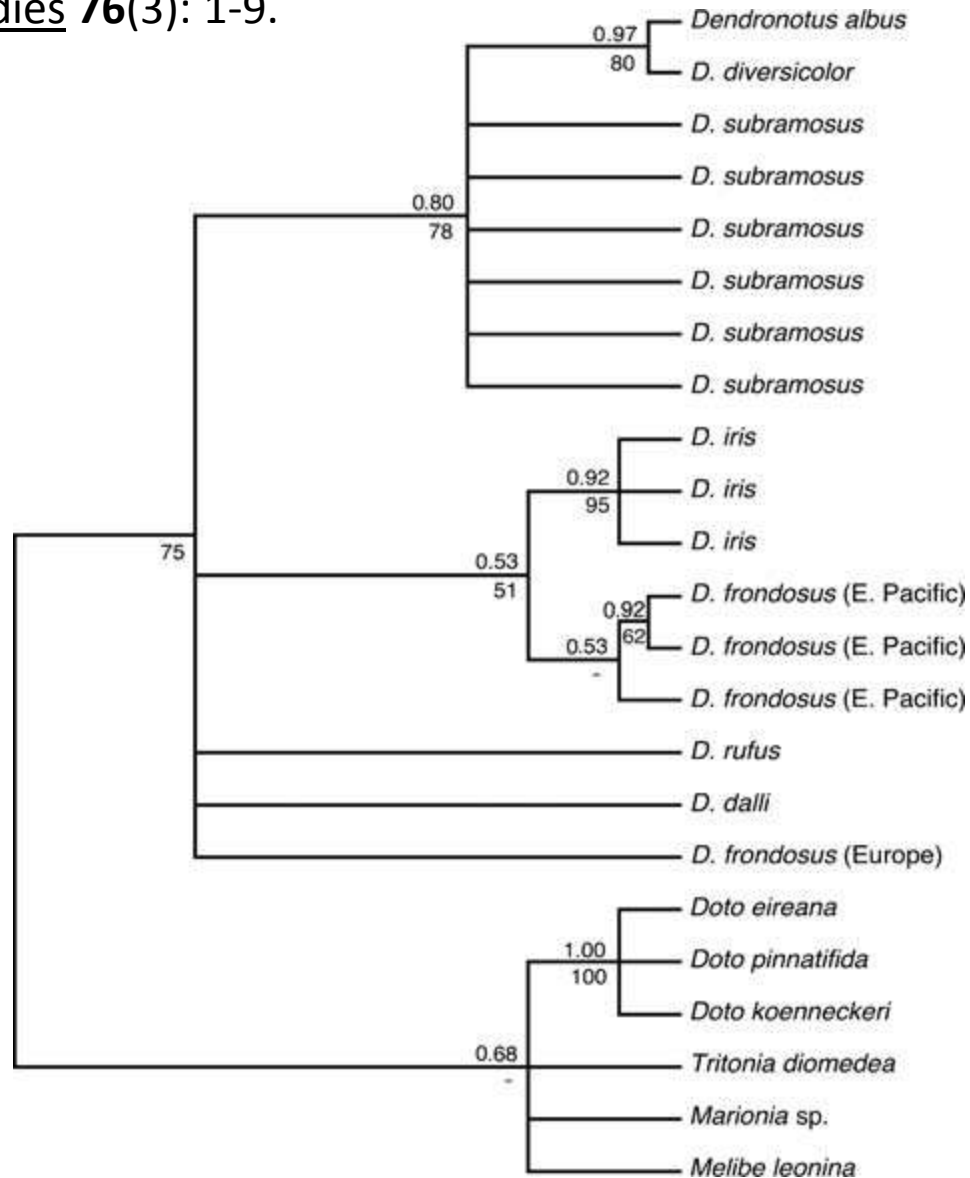 dies 76(3): 1-9.
Dendronotus albus
0.97
80
D. diversicolor
D. subramosus
D. subramosus
0.80
78
D. subramosus
D. subramosus
D. subramosus
D. subramosus
D. iris
0.92
95
D. iris
D. iris
75
0.53
51
D. frondosus (E. Pacific)
0.92
62
D. frondosus (E. Pacific)
0.53
-
D. frondosus (E. Pacific)
D. rufus
D. dalli
D. frondosus (Europe)
Doto eireana
1.00
100
Doto pinnatifida
Doto koenneckeri
0.68
-
Tritonia diomedea
Marionia sp.
Melibe leonina